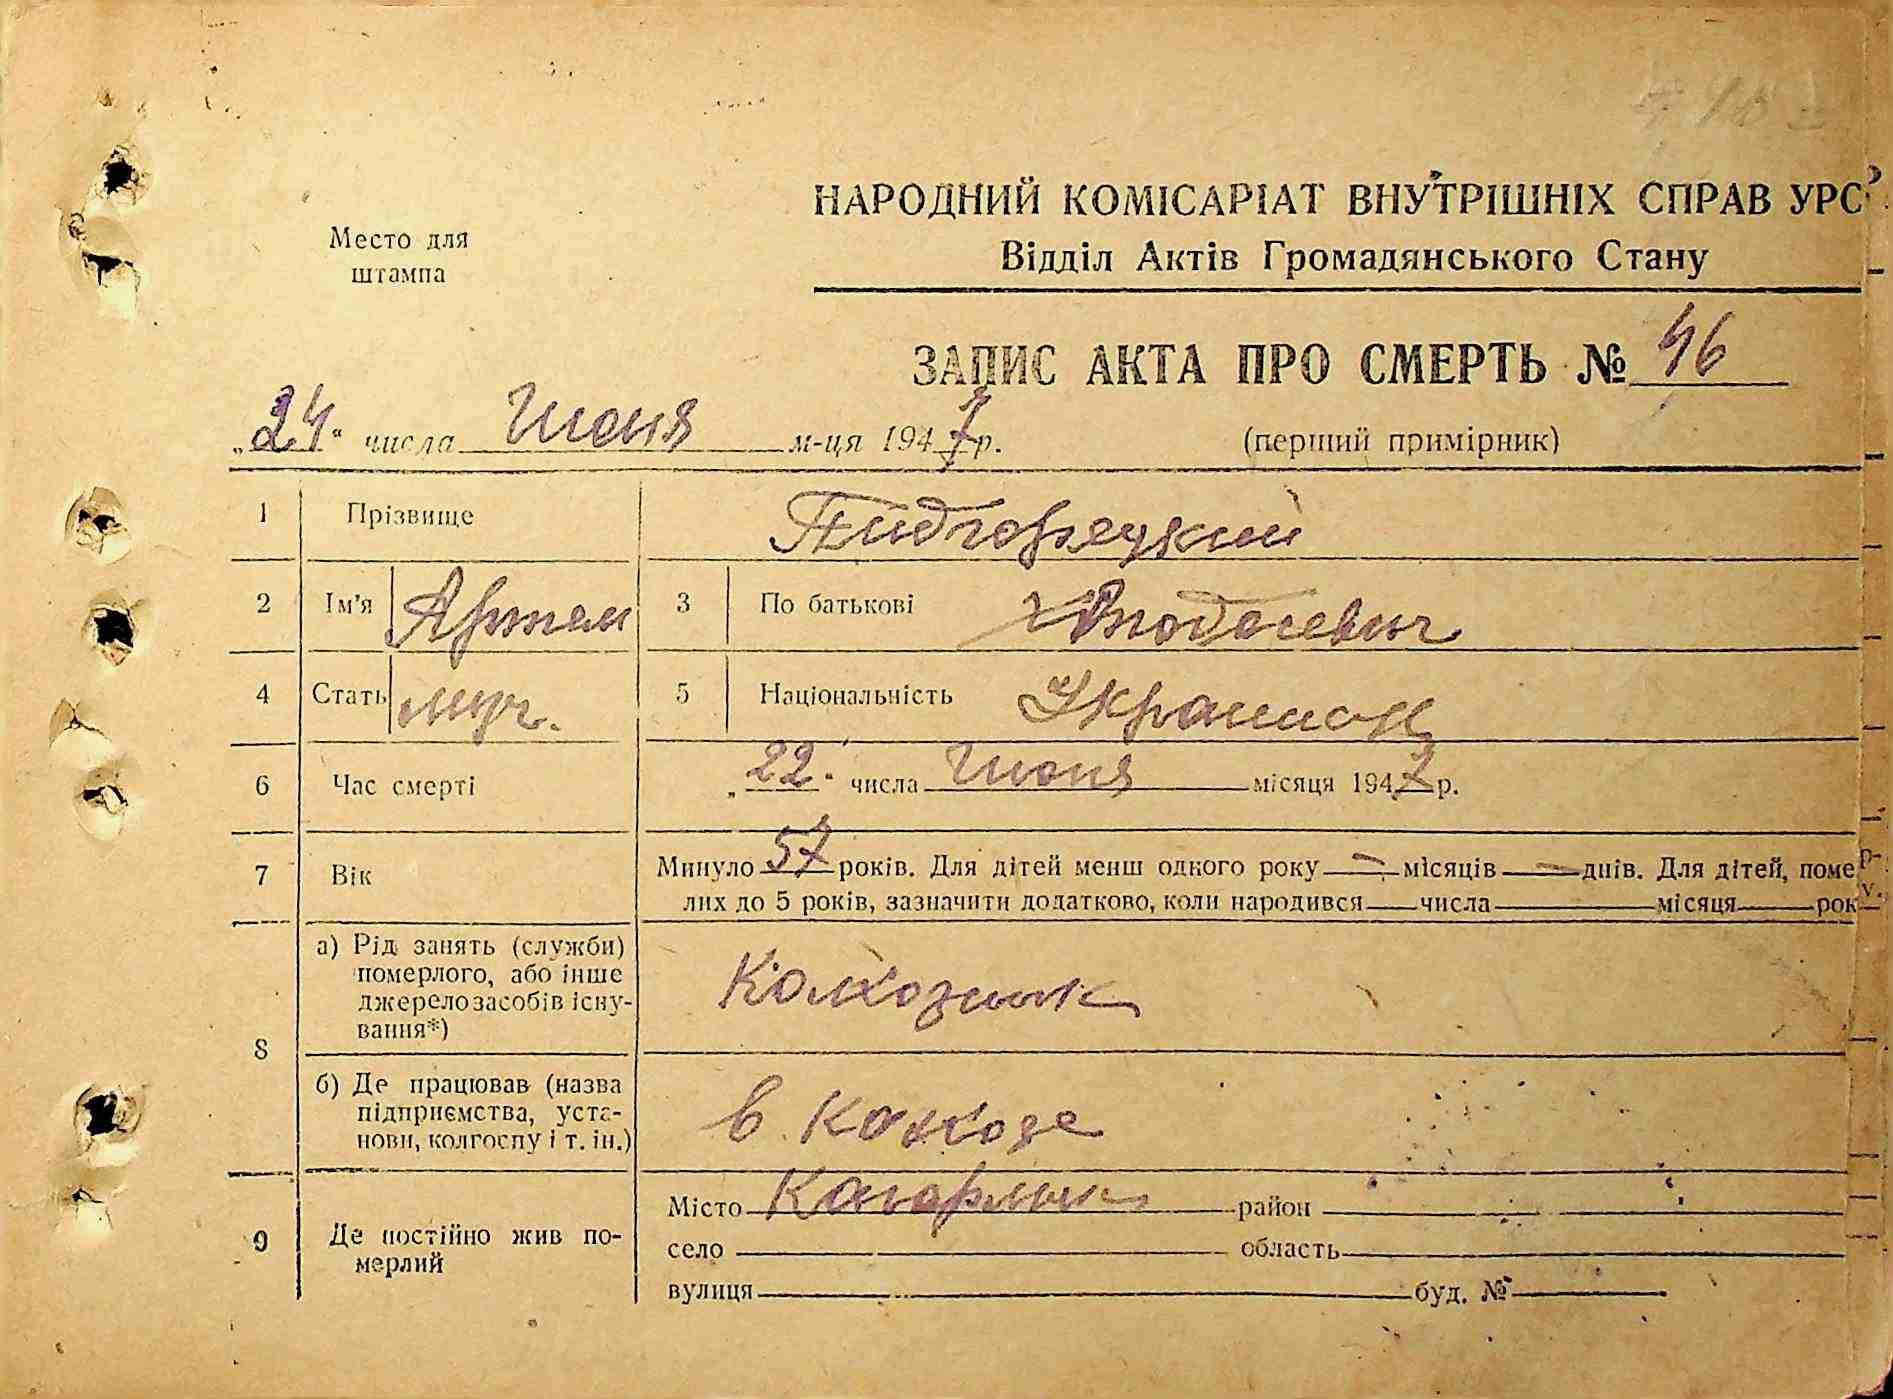 НАРОДНИЙ КОМІСАРІАТ ВНУТРІШНІХ СПРАВ УРСР
Відділ Актів Громадянського Стану
Место для
штампа
ЗАПИС АКТА ПРО СМЕРТЬ № 46
„24“ числа Июня м-ця 1947 р.
(перший примірник)
1 Прізвище Пидгорецкий
2 Ім'я Артем 3 По батькові
4 Стать муж. 5 Національність Украинец
6 Час смерті „22“ числа Июня місяця 1947 р.
7 Вік Минуло 57 років. Для дітей менш одного року — місяців — днів. Для дітей, помер-
лих до 5 років, зазначити додатково, коли народився числа місяця року.
8 а) Рід занять (служби)
померлого, або інше
джерело засобів існу-
вання*)
Колхозник
б) Де працював (назва
підприємства, уста-
нови, колгоспу і т. ін.)
в колхозе
9 Де постійно жив по-
мерлий
Місто Кагарлык район
село область
вулиця буд. №